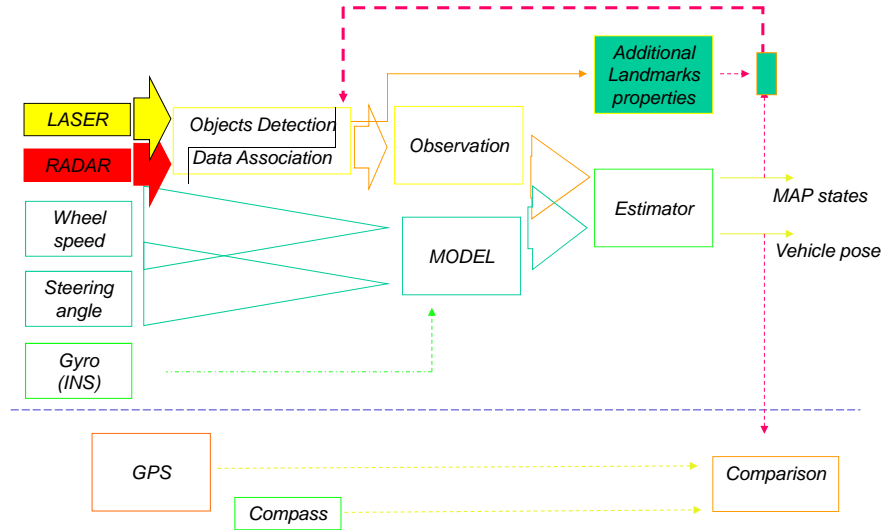 Additional
Landmarks
properties
LASER
Objects Detection
Data Association
Observation
RADAR
Wheel
speed
MODEL
Estimator
MAP states
Vehicle pose
Steering
angle
Gyro
(INS)
GPS
Comparison
Compass